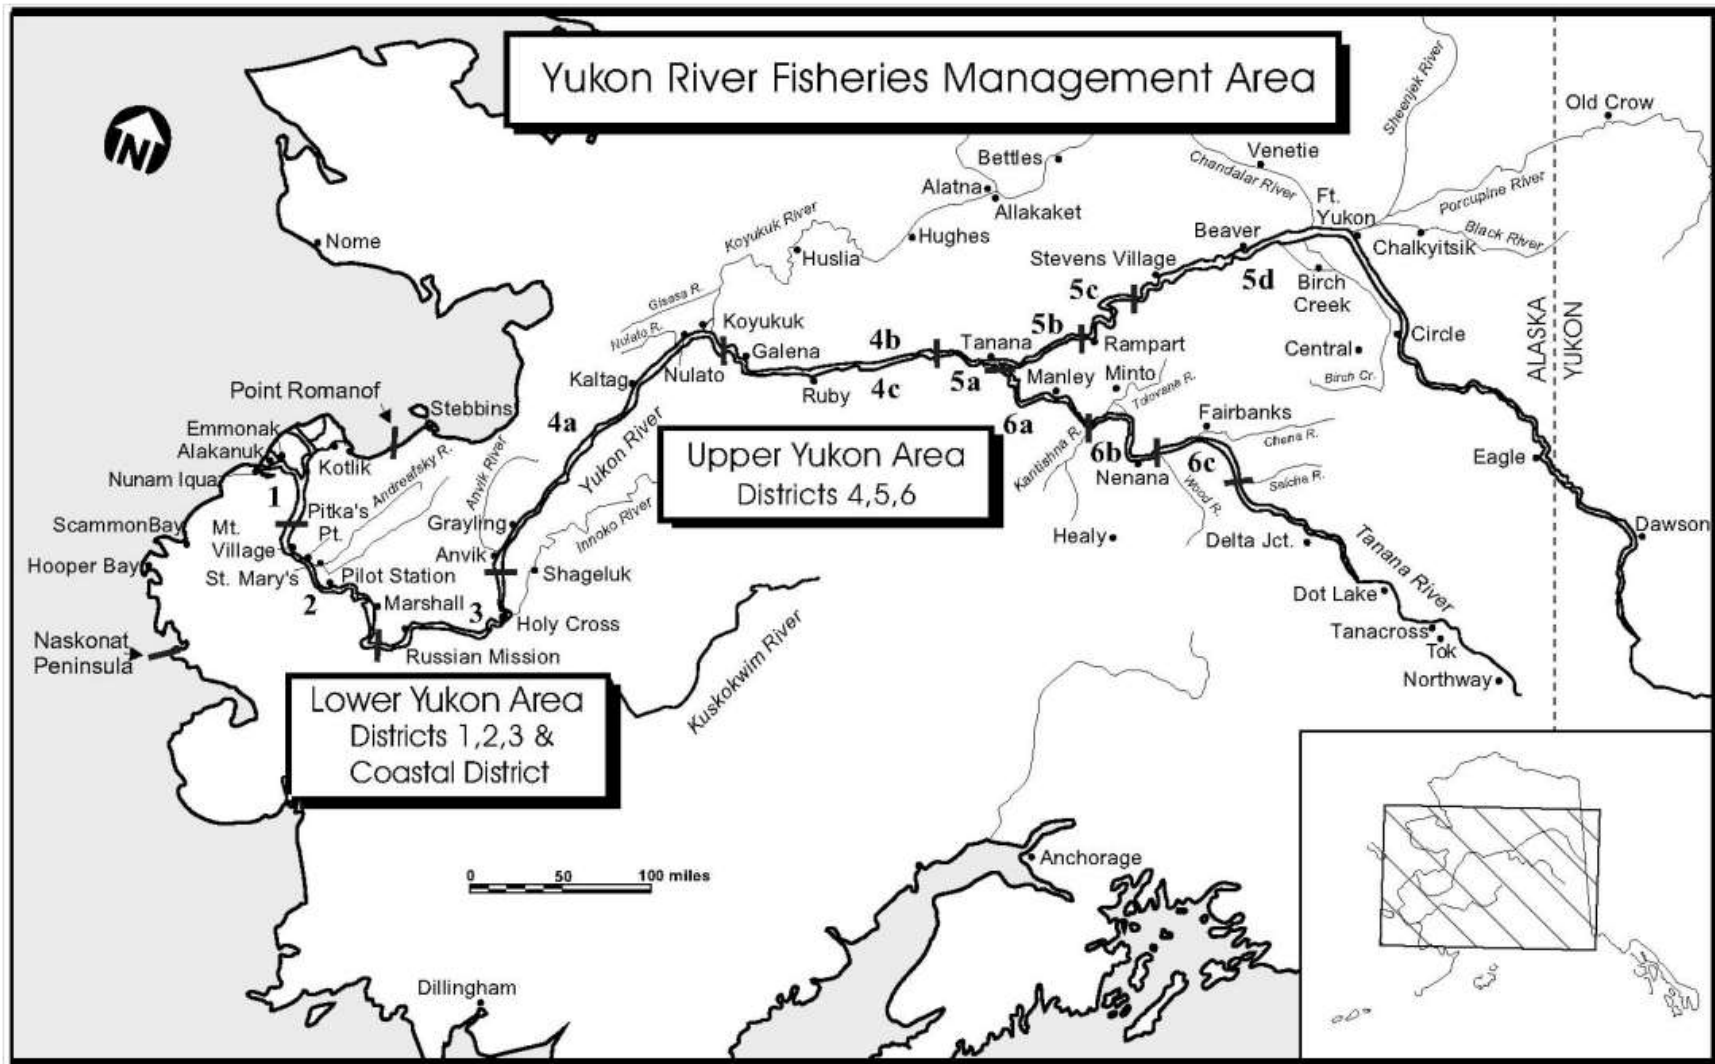 Yukon River Fisheries Management Area
N
Sheenjek River
Old Crow
Venetie
Chandalar River
Bettles
Alatna
Allakaket
Porcupine River
Ft.
Yukon
Koyukuk River
Nome
Hughes
Huslia
Beaver
Chalkyitsik
Black River
Stevens Village
5d
Birch
Creek
5c
Gisasa R.
Nulato R.
Koyukuk
Galena
4b
Tanana
5b
Rampart
Central
Circle
ALASKA
YUKON
Kaltag
Nulato
Ruby
4c
5a
Manley
Minto
Tolovana R.
Birch Cr.
Point Romanof
Stebbins
4a
Yukon River
6a
Fairbanks
Chena R.
Emmonak
Alakanuk
Nunam Iqua
Kotlik
Andreafsky R.
Anvik River
Upper Yukon Area
Districts 4,5,6
Kantishna R.
6b
Nenana
6c
Wood R.
Salcha R.
Eagle
1
Pitka's
Pt.
Grayling
Innoko River
Scammon Bay
Mt.
Village
Hooper Bay
St. Mary's
Anvik
Shageluk
Healy
Delta Jct.
Tanana River
Dawson
Pilot Station
2
Marshall
3
Holy Cross
Dot Lake
Naskonat
Peninsula
Russian Mission
Kuskokwim River
Tanacross
Tok
Northway
Lower Yukon Area
Districts 1,2,3 &
Coastal District
Anchorage
0 50 100 miles
Dillingham